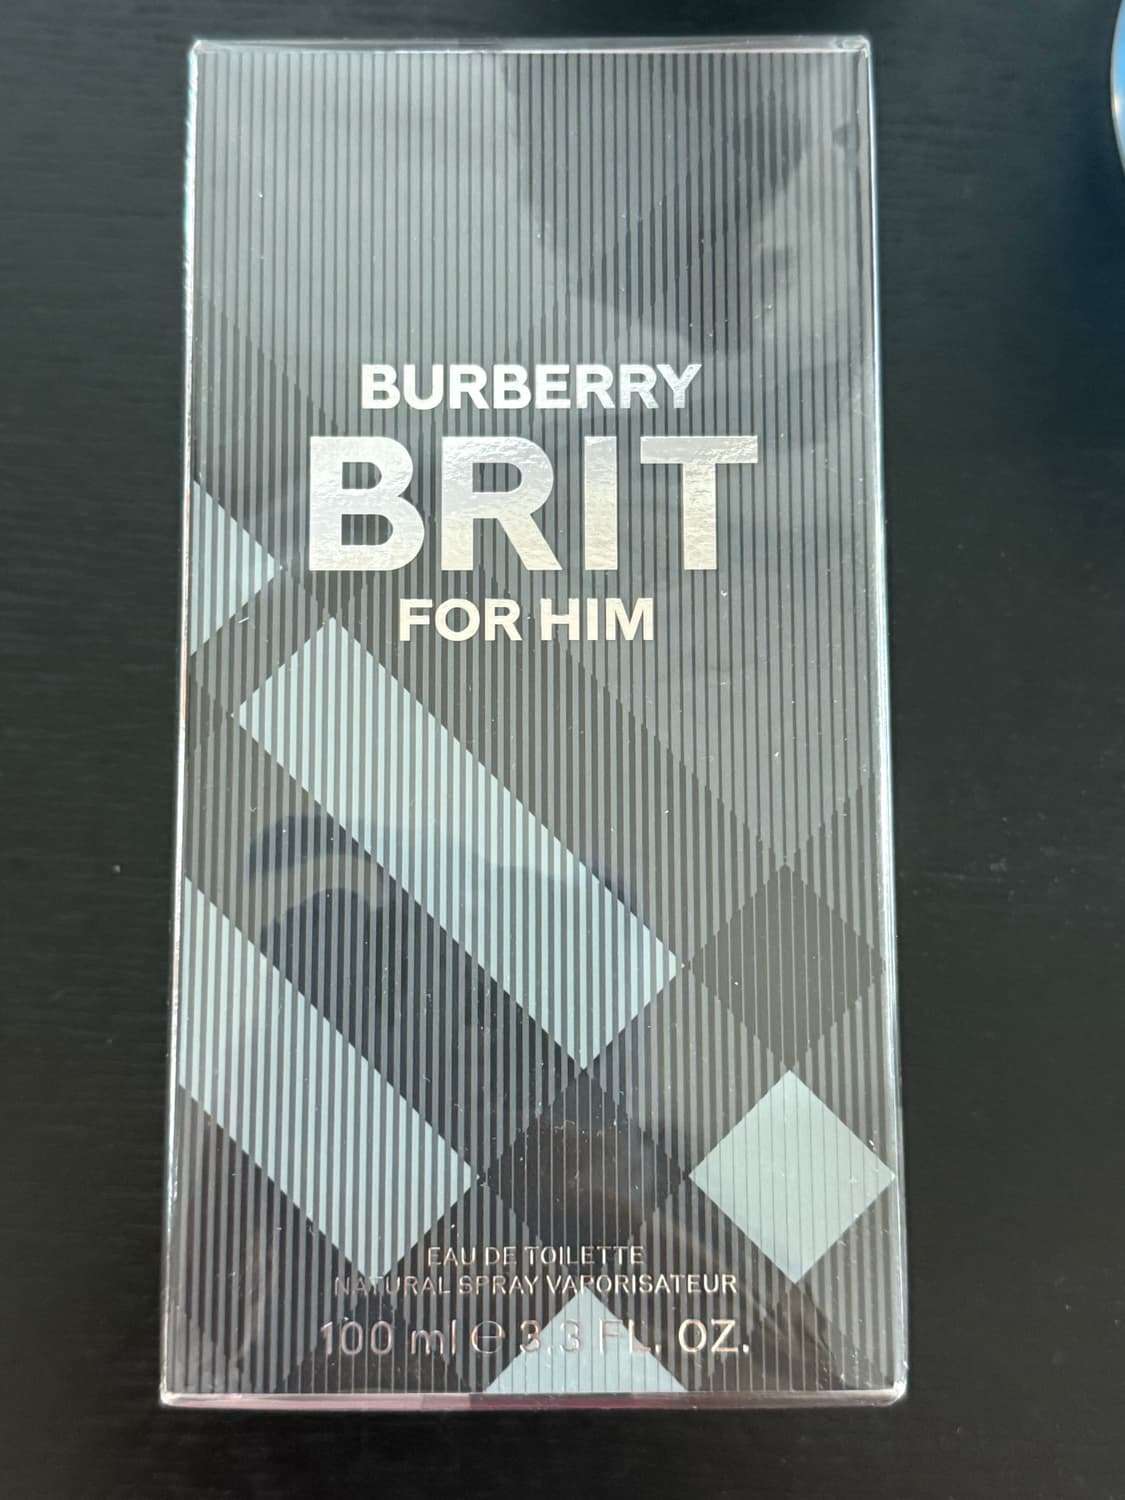 BURBERRY
BRIT
FOR HIM
EAU DE TOILETTE
NATURAL SPRAY VAPORISATEUR
100 ml ℮ 3.3 FL. OZ.